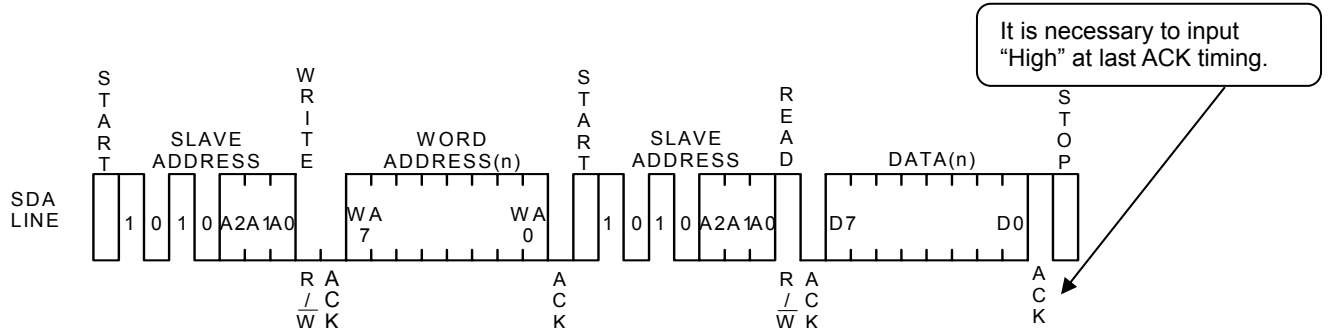 It is necessary to input
“High” at last ACK timing.
START
WRITE
START
READ
STOP
SLAVE
ADDRESS
WORD
ADDRESS(n)
SLAVE
ADDRESS
DATA(n)
SDA
LINE
1 0 1 0 A2 A1 A0
WA
7
WA
0
1 0 1 0 A2 A1 A0
D7
D0
R/W
ACK
ACK
R/W
ACK
ACK